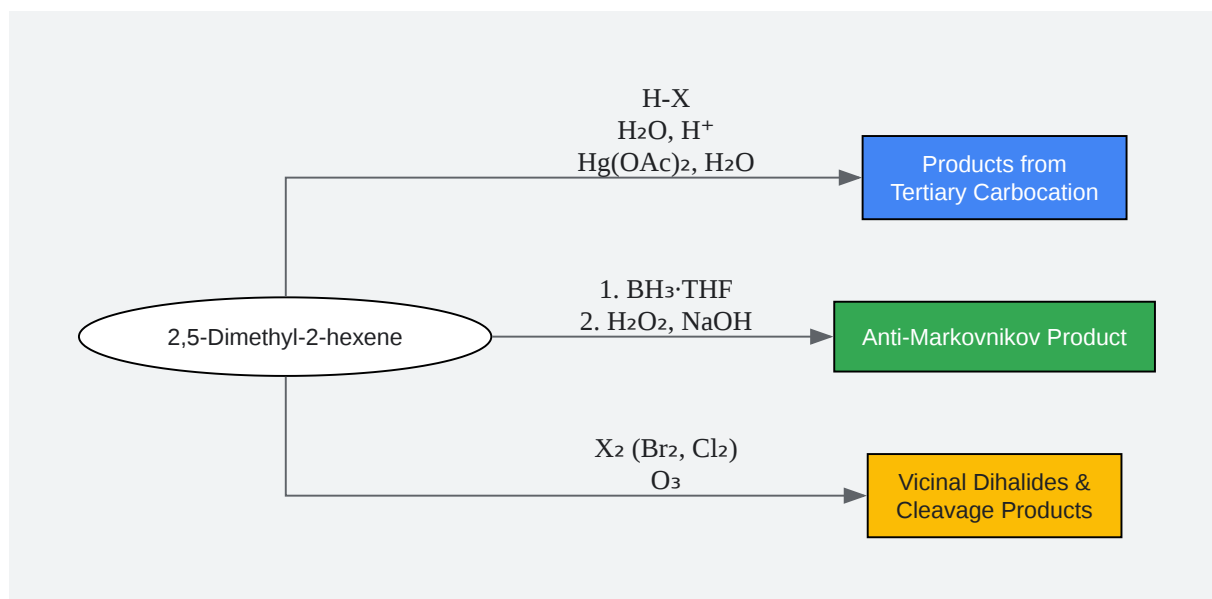 H-X
H₂O, H⁺
Hg(OAc)₂, H₂O
Products from
Tertiary Carbocation
2,5-Dimethyl-2-hexene
1. BH₃·THF
2. H₂O₂, NaOH
Anti-Markovnikov Product
X₂ (Br₂, Cl₂)
O₃
Vicinal Dihalides &
Cleavage Products